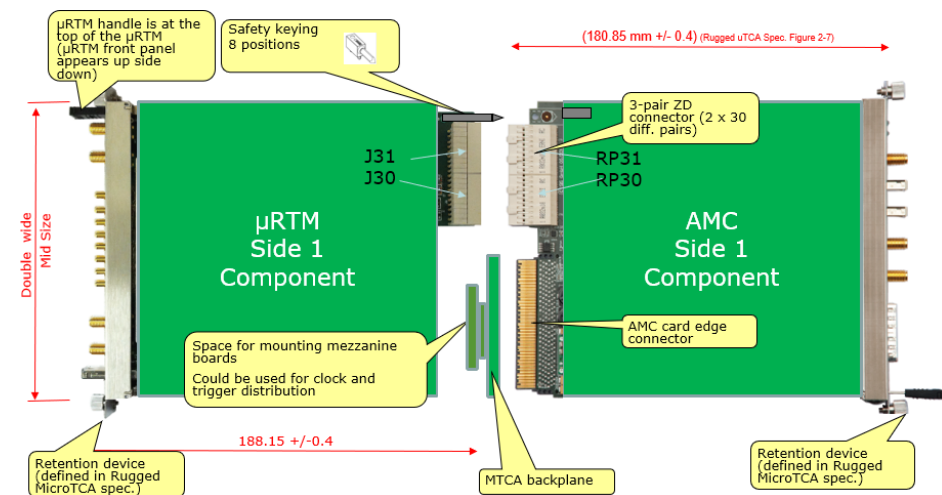 µRTM handle is at the
top of the µRTM
(µRTM front panel
appears up side
down)
Safety keying
8 positions
(180.85 mm +/- 0.4) (Rugged uTCA Spec. Figure 2-7)
3-pair ZD
connector (2 x 30
diff. pairs)
J31
J30
RP31
RP30
Double wide
Mid Size
µRTM
Side 1
Component
AMC
Side 1
Component
Space for mounting mezzanine
boards
Could be used for clock and
trigger distribution
AMC card edge
connector
188.15 +/-0.4
Retention device
(defined in Rugged
MicroTCA spec.)
MTCA backplane
Retention device
(defined in Rugged
MicroTCA spec.)